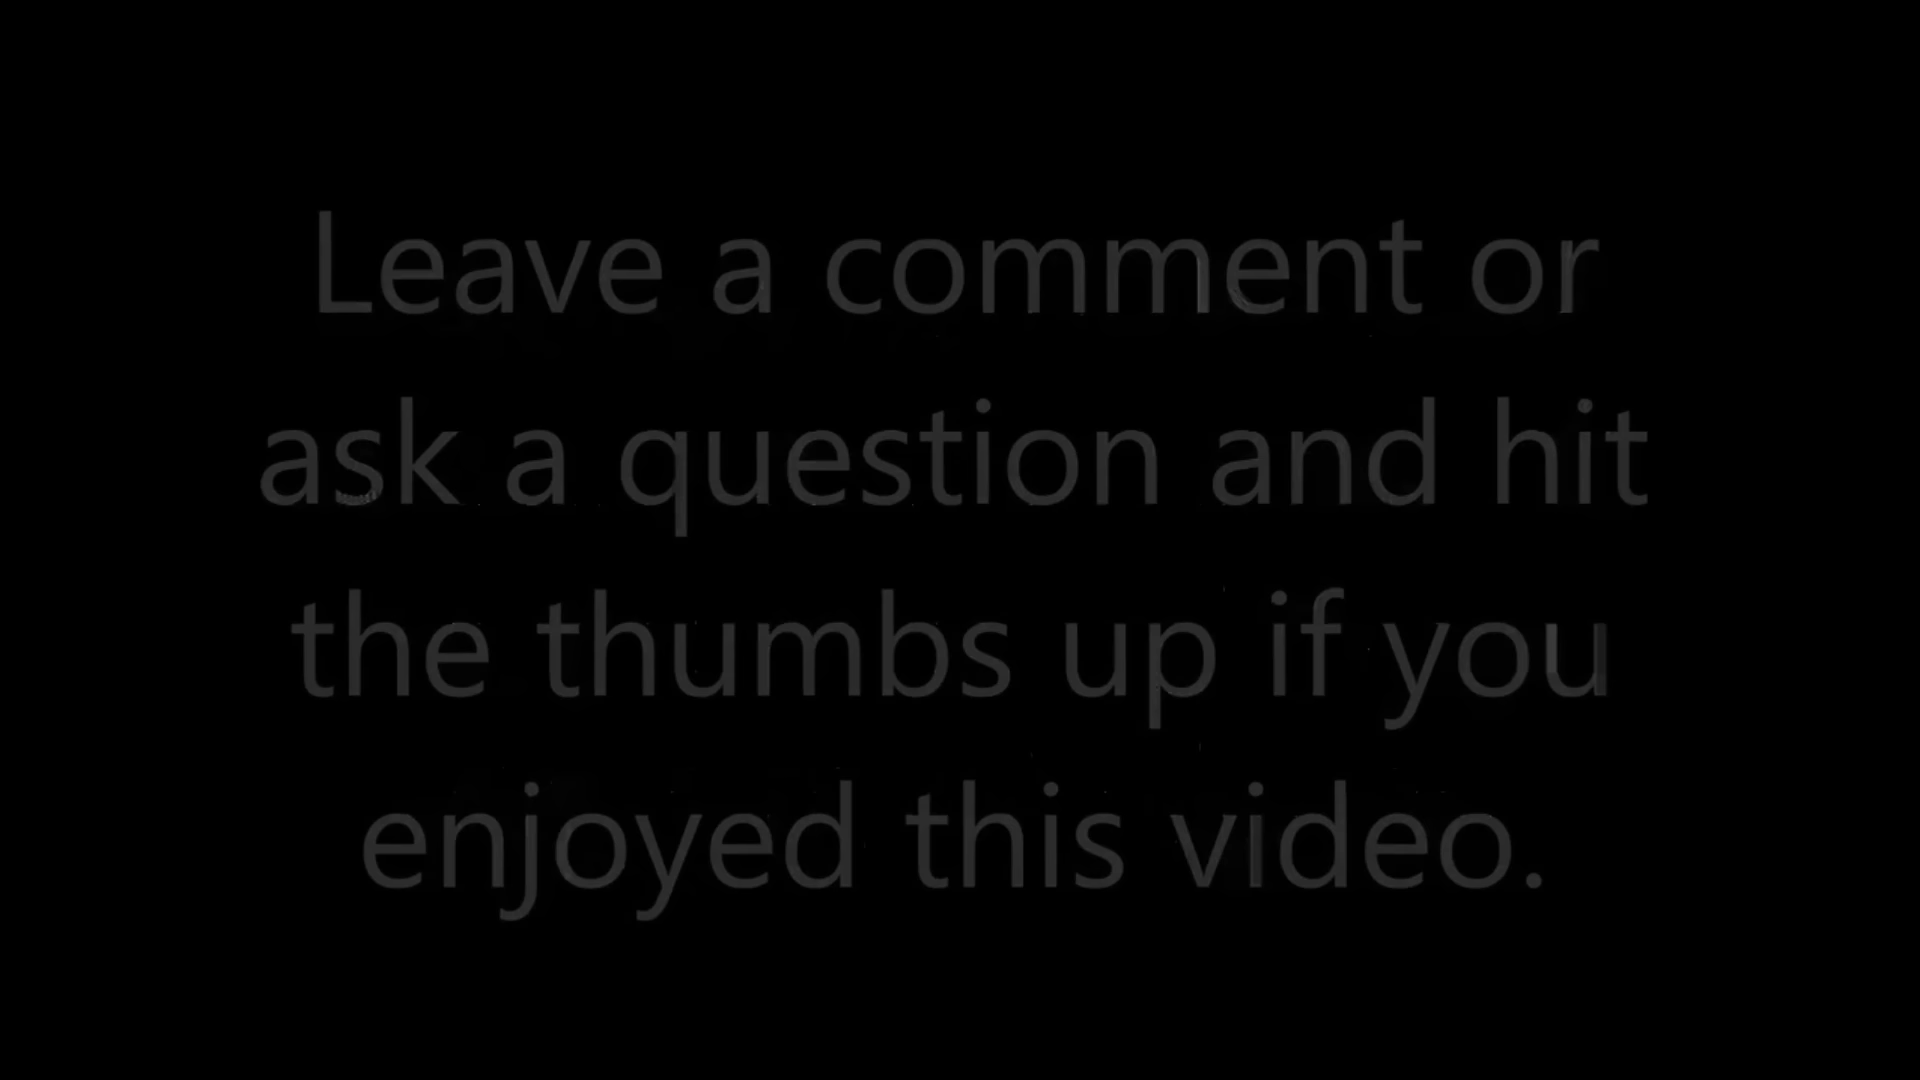 Leave a comment or
ask a question and hit
the thumbs up if you
enjoyed this video.